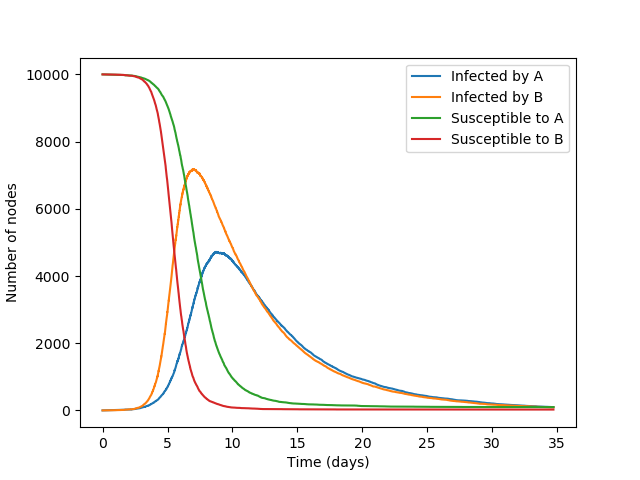 Infected by A
Infected by B
Susceptible to A
Susceptible to B
Number of nodes
10000
8000
6000
4000
2000
0
0 5 10 15 20 25 30 35
Time (days)